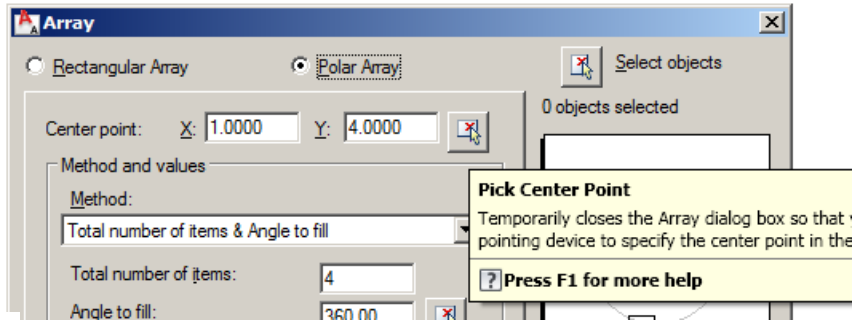 Array
Rectangular Array
Polar Array
Select objects
0 objects selected
Center point: X: 1.0000 Y: 4.0000
Method and values
Method:
Total number of items & Angle to fill
Pick Center Point
Temporarily closes the Array dialog box so that
pointing device to specify the center point in the
Press F1 for more help
Total number of items: 4
Angle to fill: 360.00